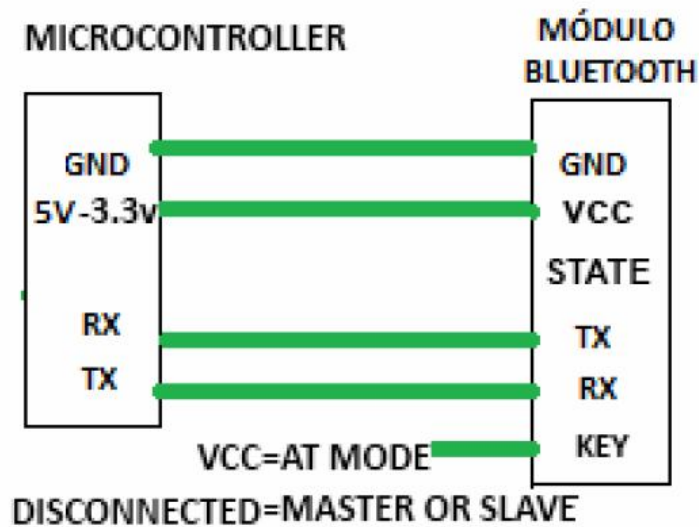 MICROCONTROLLER
MÓDULO
BLUETOOTH
GND
5V-3.3v
RX
TX
GND
VCC
STATE
TX
RX
KEY
VCC=AT MODE
DISCONNECTED=MASTER OR SLAVE